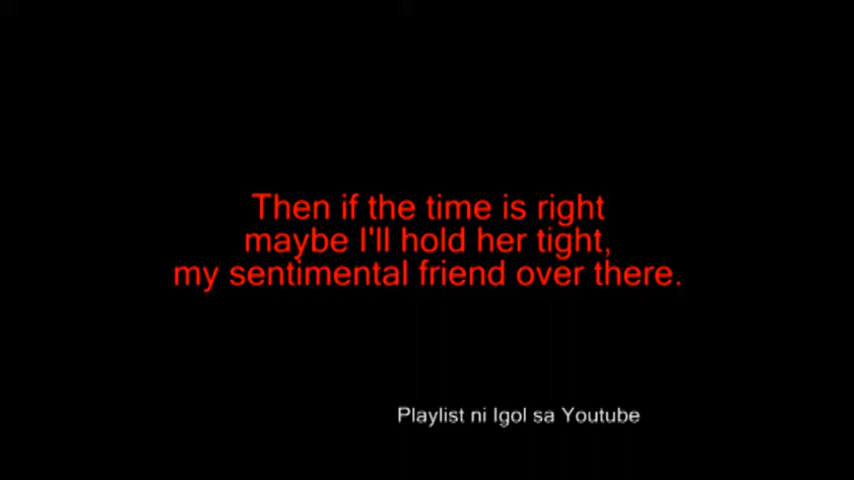 Then if the time is right
maybe I'll hold her tight,
my sentimental friend over there.
Playlist ni Igol sa Youtube